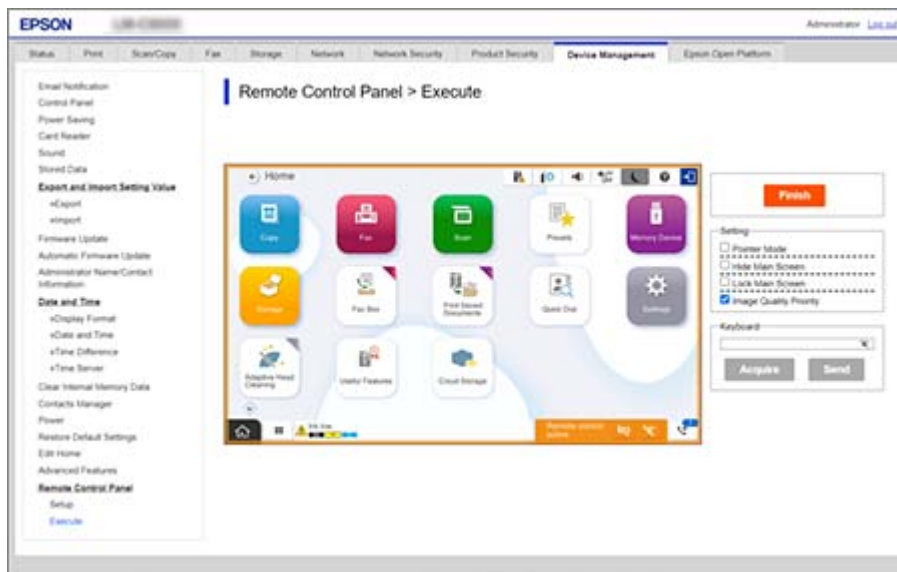 EPSON
Administrator Log out
Status Print Scan/Copy Fax Storage Network Network Security Product Security Device Management Epson Open Platform
Email Notification
Control Panel
Power Saving
Card Reader
Sound
Stored Data
Export and Import Setting Value
»Export
»Import
Firmware Update
Automatic Firmware Update
Administrator Name/Contact
Information
Date and Time
»Display Format
»Date and Time
»Time Difference
»Time Server
Clear Internal Memory Data
Contacts Manager
Power
Restore Default Settings
Edit Home
Advanced Features
Remote Control Panel
Setup
Execute
Remote Control Panel > Execute
Home
Copy Fax Scan Presets Memory Device
Storage Fax Box Print Saved
Documents Quick Dial Settings
Adaptive Head
Cleaning Useful Features Cloud Storage
Remote control
active
Finish
Setting
Pointer Mode
Hide Main Screen
Lock Main Screen
Image Quality Priority
Keyboard
Acquire Send